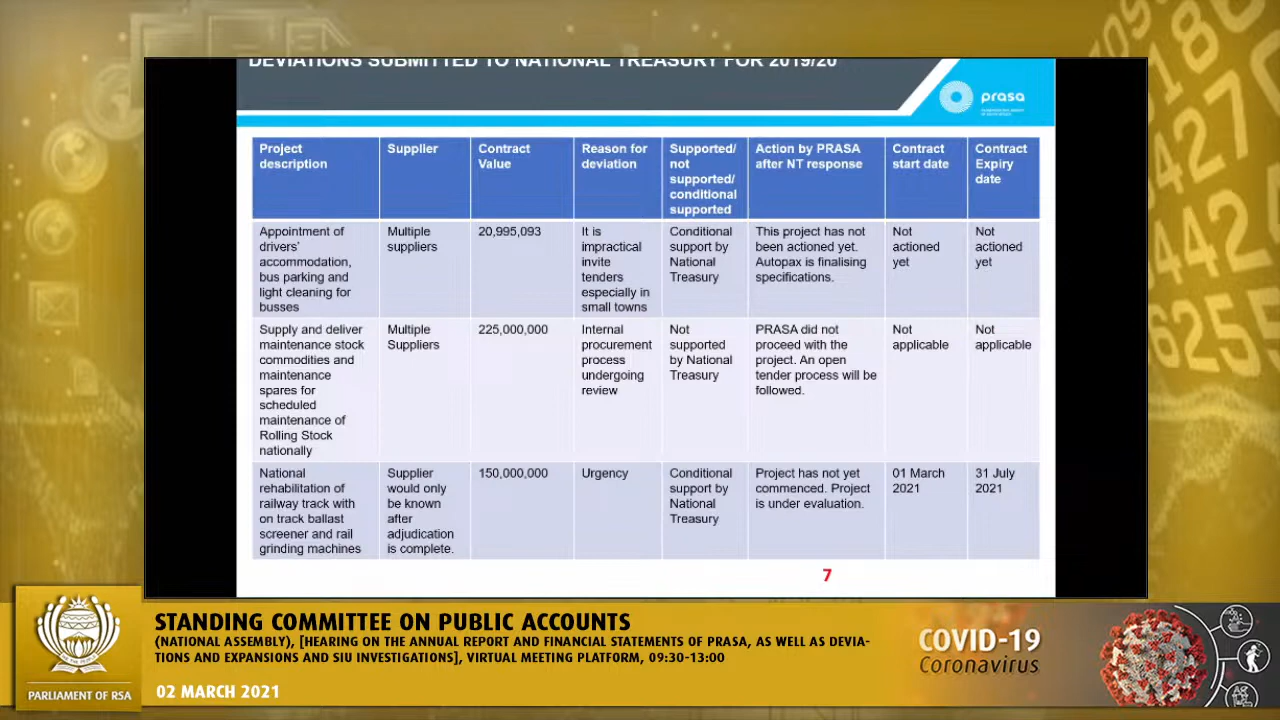 DEVIATIONS SUBMITTED TO NATIONAL TREASURY FOR 2019/20
prasa
Project
description
Supplier
Contract
Value
Reason for
deviation
Supported/
not
supported/
conditional
supported
Action by PRASA
after NT response
Contract
start date
Contract
Expiry
date
Appointment of
drivers'
accommodation,
bus parking and
light cleaning for
busses
Multiple
suppliers
20,995,093
It is
impractical
invite
tenders
especially in
small towns
Conditional
support by
National
Treasury
This project has not
been actioned yet.
Autopax is finalising
specifications.
Not
actioned
yet
Not
actioned
yet
Supply and deliver
maintenance stock
commodities and
maintenance
spares for
scheduled
maintenance of
Rolling Stock
nationally
Multiple
Suppliers
225,000,000
Internal
procurement
process
undergoing
review
Not
supported
by National
Treasury
PRASA did not
proceed with the
project. An open
tender process will be
followed.
Not
applicable
Not
applicable
National
rehabilitation of
railway track with
on track ballast
screener and rail
grinding machines
Supplier
would only
be known
after
adjudication
is complete.
150,000,000
Urgency
Conditional
support by
National
Treasury
Project has not yet
commenced. Project
is under evaluation.
01 March
2021
31 July
2021
7
STANDING COMMITTEE ON PUBLIC ACCOUNTS
(NATIONAL ASSEMBLY), [HEARING ON THE ANNUAL REPORT AND FINANCIAL STATEMENTS OF PRASA, AS WELL AS DEVIA-
TIONS AND EXPANSIONS AND SIU INVESTIGATIONS], VIRTUAL MEETING PLATFORM, 09:30-13:00
02 MARCH 2021
PARLIAMENT OF RSA
COVID-19
Coronavirus